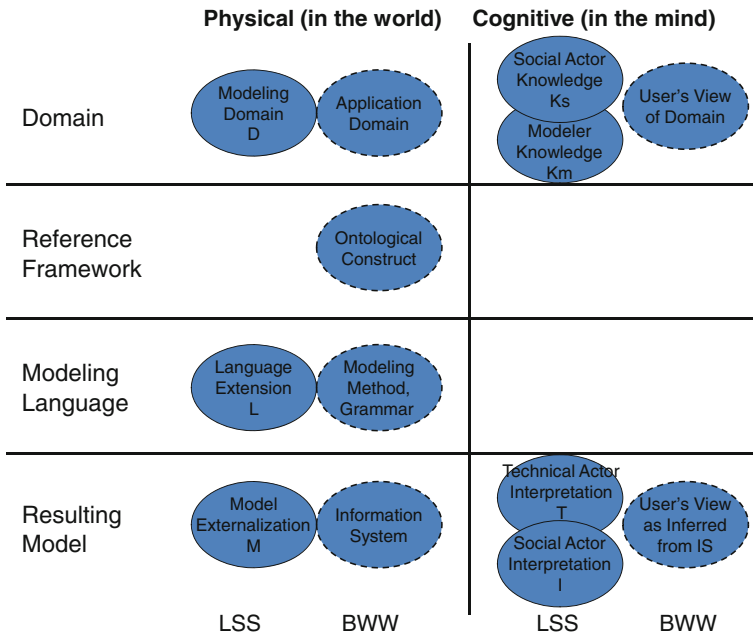 Physical (in the world)
Cognitive (in the mind)
Domain
Modeling
Domain
D
Application
Domain
Social Actor
Knowledge
Ks
Modeler
Knowledge
Km
User's View
of Domain
Reference
Framework
Ontological
Construct
Modeling
Language
Language
Extension
L
Modeling
Method,
Grammar
Resulting
Model
Model
Externalization
M
Information
System
Technical Actor
Interpretation
T
Social Actor
Interpretation
I
User's View
as Inferred
from IS
LSS
BWW
LSS
BWW